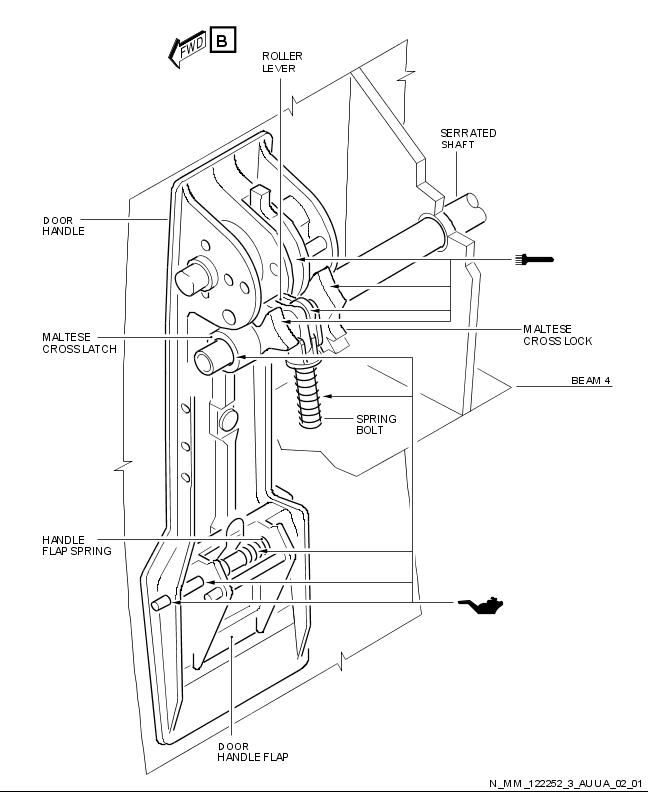 FWD
B
ROLLER
LEVER
SERRATED
SHAFT
DOOR
HANDLE
MALTESE
CROSS LATCH
MALTESE
CROSS LOCK
BEAM 4
SPRING
BOLT
HANDLE
FLAP SPRING
DOOR
HANDLE FLAP
N_MM_122252_3_AUUA_02_01